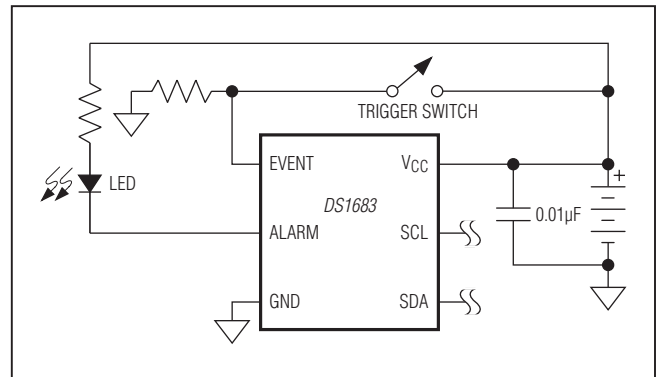 TRIGGER SWITCH
EVENT
VCC
LED
DS1683
0.01µF
ALARM
SCL
GND
SDA
+